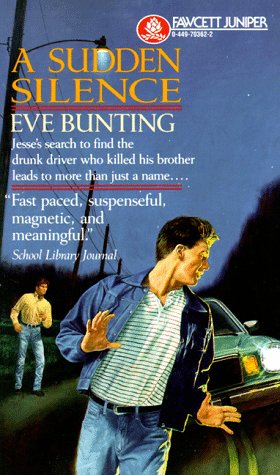 FAWCETT JUNIPER
0-449-70362-2
A SUDDEN
SILENCE
EVE BUNTING
Jesse's search to find the
drunk driver who killed his brother
leads to more than just a name....
"Fast paced, suspenseful,
magnetic, and
meaningful."
School Library Journal